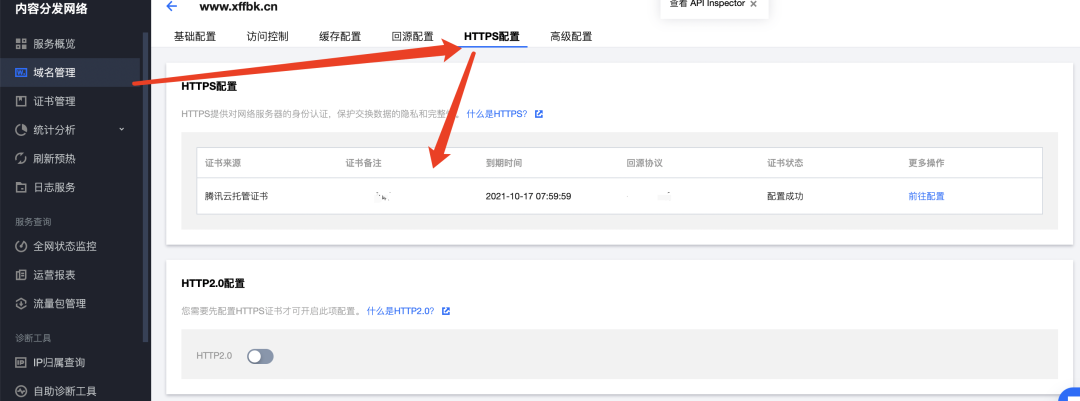 内容分发网络
www.xffbk.cn
查看 API Inspector ×
基础配置 访问控制 缓存配置 回源配置 HTTPS配置 高级配置
服务概览
域名管理
证书管理
统计分析
刷新预热
日志服务
服务查询
全网状态监控
运营报表
流量包管理
诊断工具
IP归属查询
自助诊断工具
HTTPS配置
HTTPS提供对网络服务器的身份认证，保护交换数据的隐私和完整性。 什么是HTTPS?
证书来源 证书备注 到期时间 回源协议 证书状态 更多操作
腾讯云托管证书 2021-10-17 07:59:59 配置成功 前往配置
HTTP2.0配置
您需要先配置HTTPS证书才可开启此项配置。 什么是HTTP2.0?
HTTP2.0